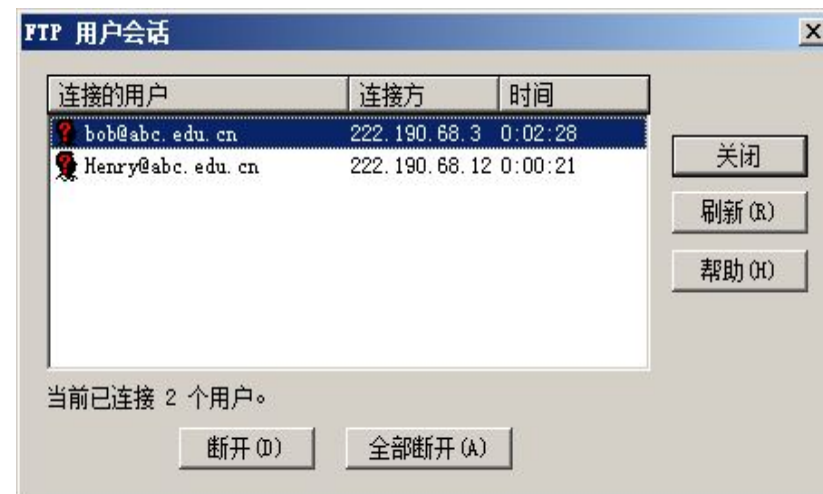 FTP 用户会话
连接的用户 连接方 时间
bob@abc.edu.cn 222.190.68.3 0:02:28
Henry@abc.edu.cn 222.190.68.12 0:00:21
关闭
刷新(R)
帮助(H)
当前已连接 2 个用户。
断开(D) 全部断开(A)